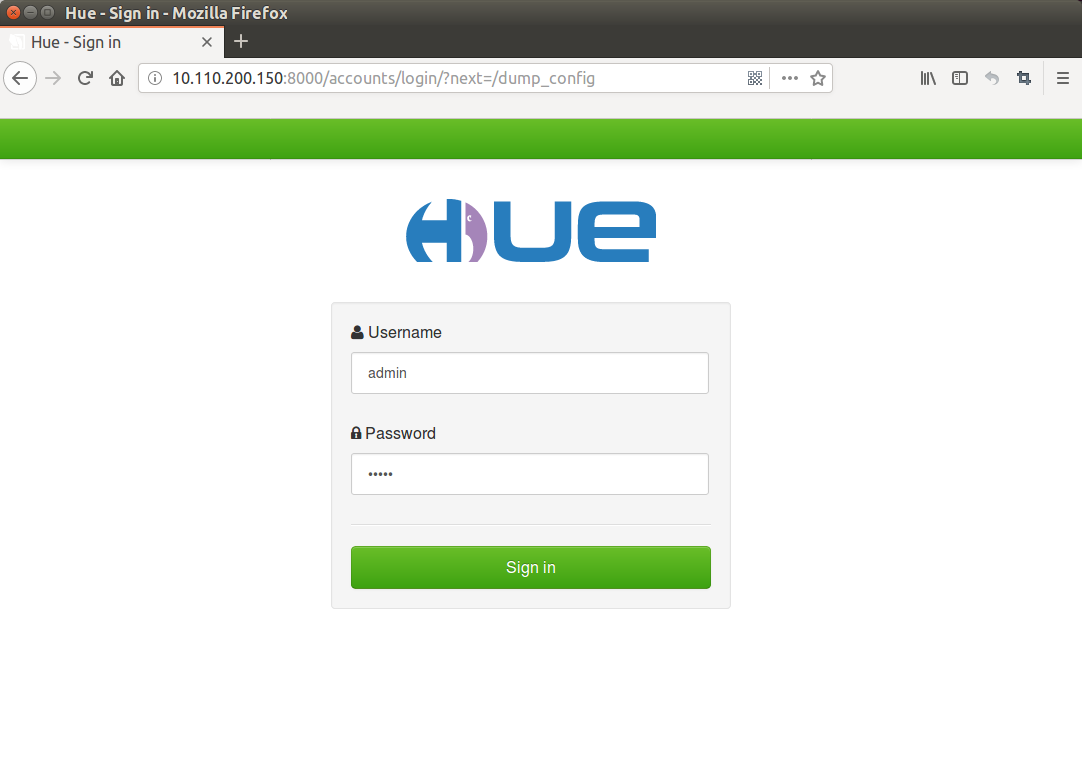 Hue - Sign in - Mozilla Firefox
Hue - Sign in
10.110.200.150:8000/accounts/login/?next=/dump_config
HUE
Username
admin
Password
•••••
Sign in